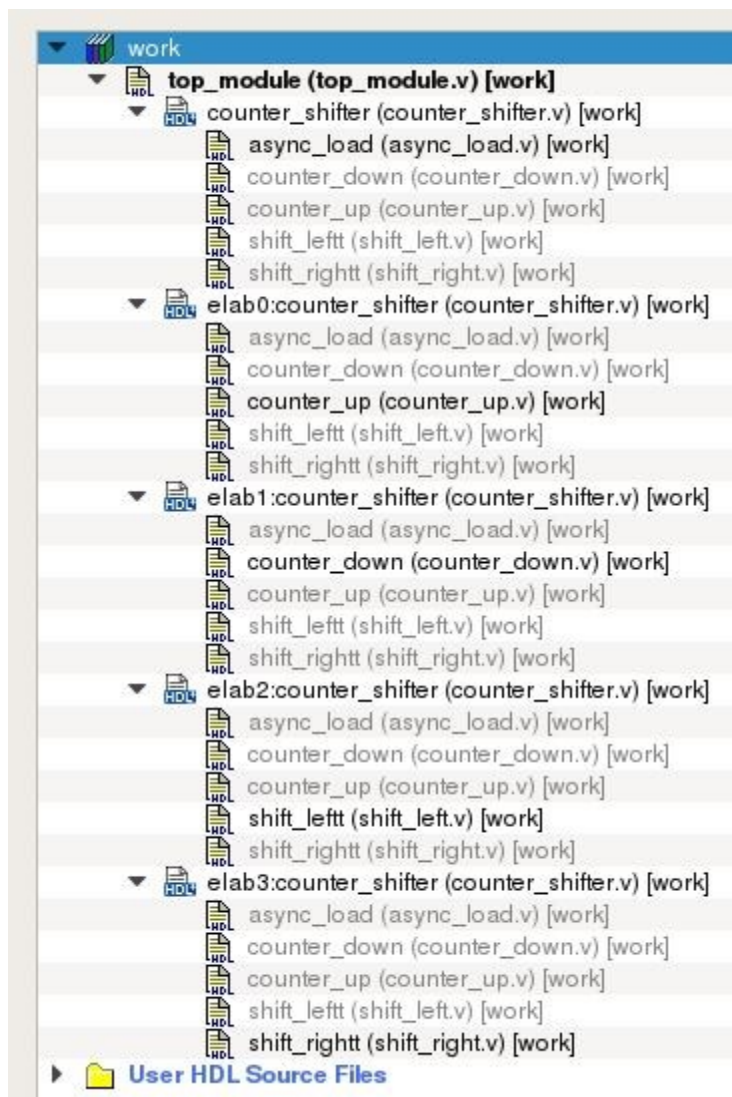 work
top_module (top_module.v) [work]
counter_shifter (counter_shifter.v) [work]
async_load (async_load.v) [work]
counter_down (counter_down.v) [work]
counter_up (counter_up.v) [work]
shift_leftt (shift_left.v) [work]
shift_rightt (shift_right.v) [work]
elab0:counter_shifter (counter_shifter.v) [work]
async_load (async_load.v) [work]
counter_down (counter_down.v) [work]
counter_up (counter_up.v) [work]
shift_leftt (shift_left.v) [work]
shift_rightt (shift_right.v) [work]
elab1:counter_shifter (counter_shifter.v) [work]
async_load (async_load.v) [work]
counter_down (counter_down.v) [work]
counter_up (counter_up.v) [work]
shift_leftt (shift_left.v) [work]
shift_rightt (shift_right.v) [work]
elab2:counter_shifter (counter_shifter.v) [work]
async_load (async_load.v) [work]
counter_down (counter_down.v) [work]
counter_up (counter_up.v) [work]
shift_leftt (shift_left.v) [work]
shift_rightt (shift_right.v) [work]
elab3:counter_shifter (counter_shifter.v) [work]
async_load (async_load.v) [work]
counter_down (counter_down.v) [work]
counter_up (counter_up.v) [work]
shift_leftt (shift_left.v) [work]
shift_rightt (shift_right.v) [work]
User HDL Source Files